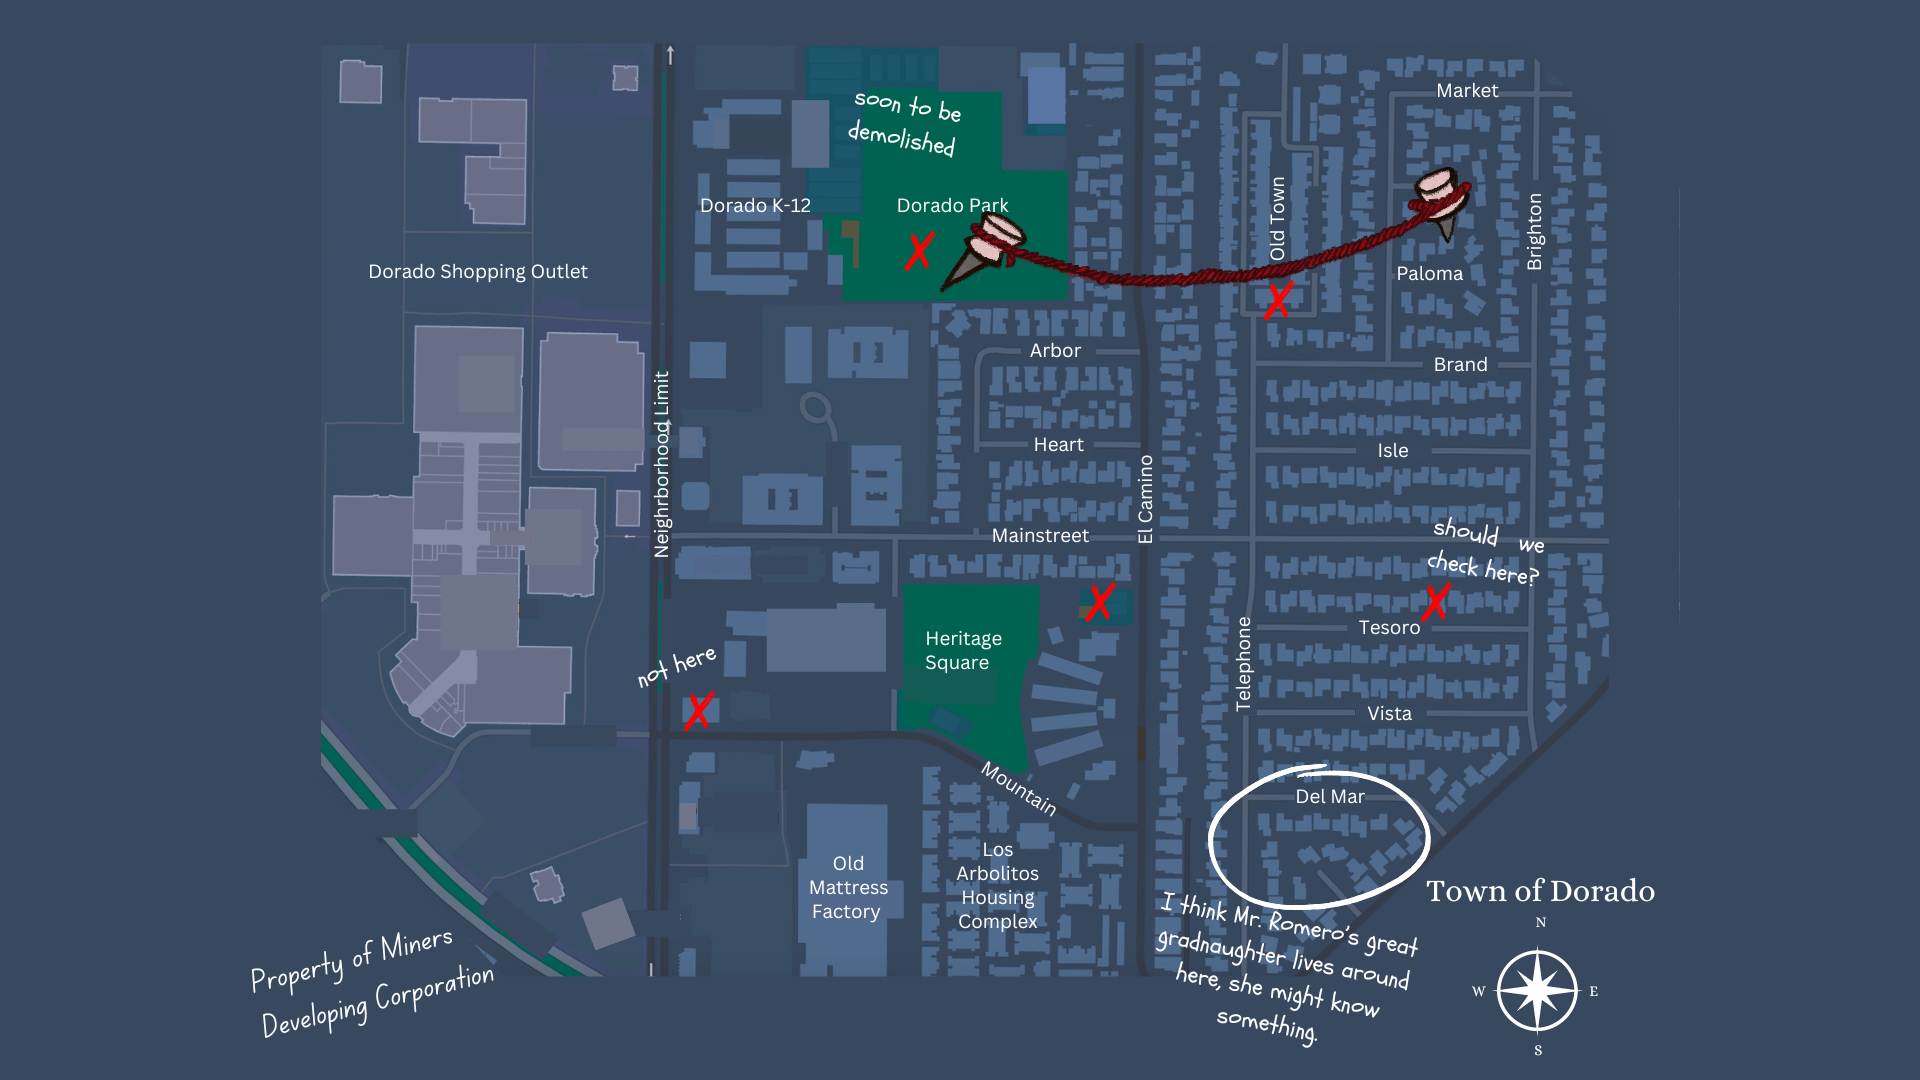 Market
soon to be
demolished
Dorado K-12
Dorado Park
Old Town
Brighton
Dorado Shopping Outlet
Paloma
Arbor
Brand
Neighrborhood Limit
Heart
Isle
El Camino
Mainstreet
should we
check here?
Tesoro
Heritage
Square
not here
Telephone
Vista
Mountain
Del Mar
Old
Mattress
Factory
Los
Arbolitos
Housing
Complex
Town of Dorado
I think Mr. Romero's great
gradnaughter lives around
here, she might know
something.
Property of Miners
Developing Corporation
N
W
E
S